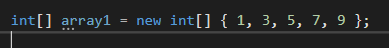 int[] array1 = new int[] { 1, 3, 5, 7, 9 };